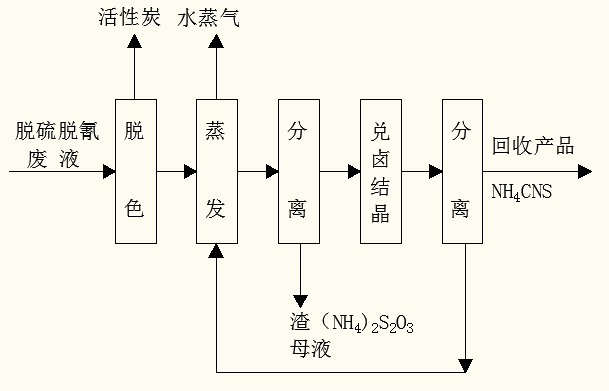 活性炭
水蒸气
脱硫脱氰
废 液
脱色
蒸发
分离
兑卤结晶
分离
回收产品
NH4CNS
渣（NH4)2S2O3
母液